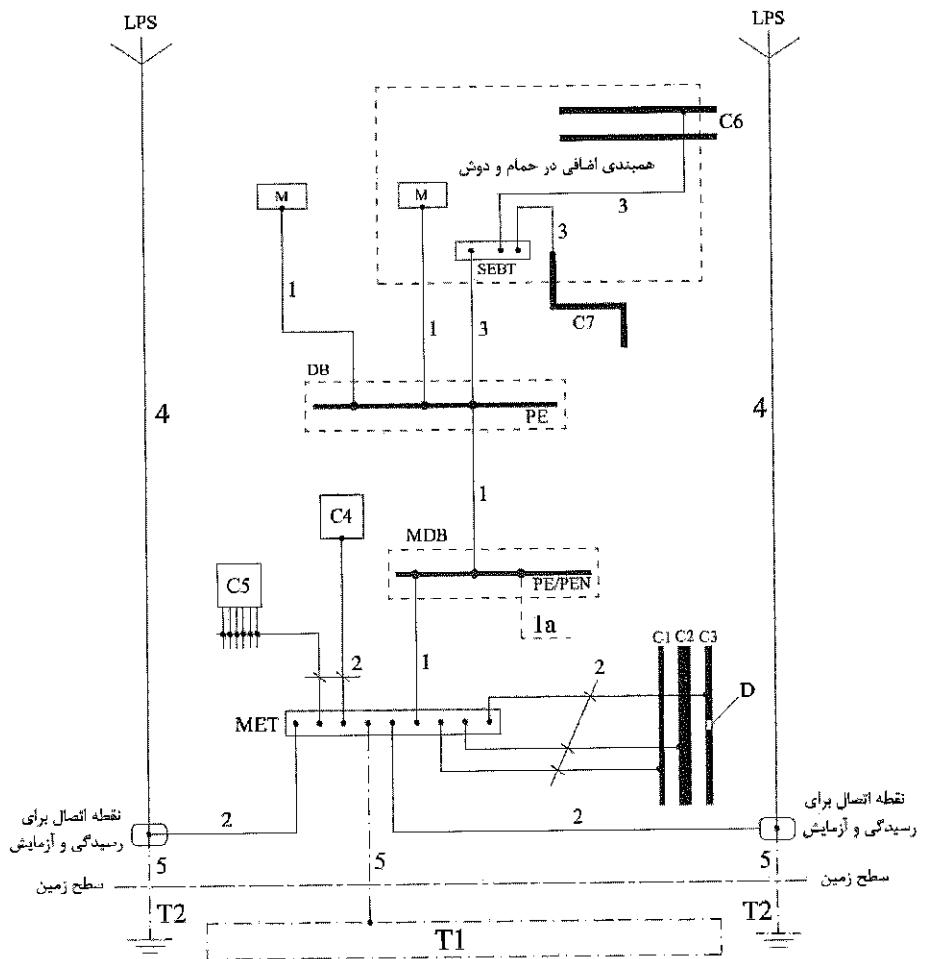 LPS
LPS
C6
همبندی اضافی در حمام و دوش
M
M
3
3
SEBT
1
1
3
C7
DB
4
4
PE
1
C4
MDB
C5
PE/PEN
1a
C1
C2
C3
2
1
2
D
MET
نقطه اتصال برای
رسیدگی و آزمایش
2
2
نقطه اتصال برای
رسیدگی و آزمایش
5
5
5
سطح زمین
سطح زمین
T2
T2
T1